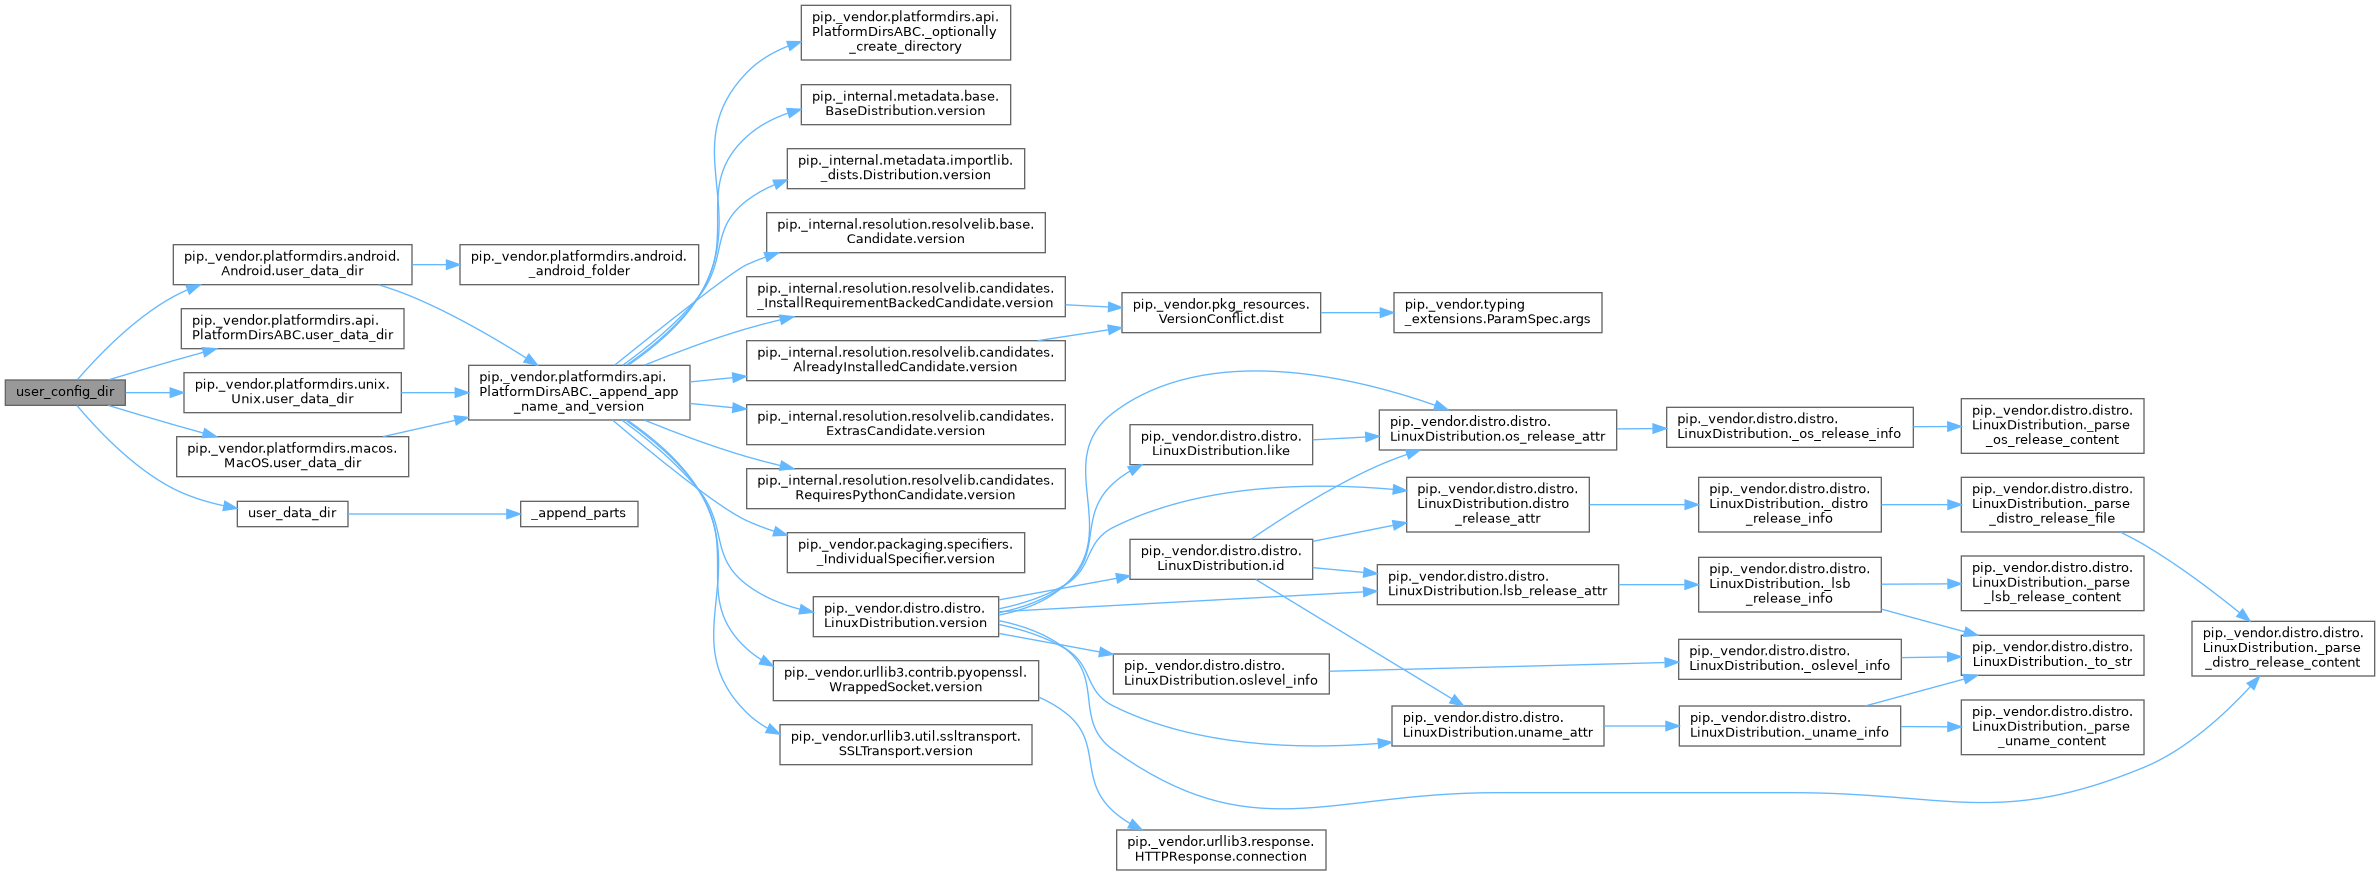 user_config_dir
pip._vendor.platformdirs.android.
Android.user_data_dir
pip._vendor.platformdirs.api.
PlatformDirsABC.user_data_dir
pip._vendor.platformdirs.unix.
Unix.user_data_dir
pip._vendor.platformdirs.macos.
MacOS.user_data_dir
user_data_dir
pip._vendor.platformdirs.android.
_android_folder
pip._vendor.platformdirs.api.
PlatformDirsABC._append_app
_name_and_version
_append_parts
pip._vendor.platformdirs.api.
PlatformDirsABC._optionally
_create_directory
pip._internal.metadata.base.
BaseDistribution.version
pip._internal.metadata.importlib.
_dists.Distribution.version
pip._internal.resolution.resolvelib.base.
Candidate.version
pip._internal.resolution.resolvelib.candidates.
_InstallRequirementBackedCandidate.version
pip._internal.resolution.resolvelib.candidates.
AlreadyInstalledCandidate.version
pip._internal.resolution.resolvelib.candidates.
ExtrasCandidate.version
pip._internal.resolution.resolvelib.candidates.
RequiresPythonCandidate.version
pip._vendor.packaging.specifiers.
_IndividualSpecifier.version
pip._vendor.distro.distro.
LinuxDistribution.version
pip._vendor.urllib3.contrib.pyopenssl.
WrappedSocket.version
pip._vendor.urllib3.util.ssltransport.
SSLTransport.version
pip._vendor.pkg_resources.
VersionConflict.dist
pip._vendor.distro.distro.
LinuxDistribution.like
pip._vendor.distro.distro.
LinuxDistribution.id
pip._vendor.distro.distro.
LinuxDistribution.oslevel_info
pip._vendor.urllib3.response.
HTTPResponse.connection
pip._vendor.typing
_extensions.ParamSpec.args
pip._vendor.distro.distro.
LinuxDistribution.os_release_attr
pip._vendor.distro.distro.
LinuxDistribution.distro
_release_attr
pip._vendor.distro.distro.
LinuxDistribution.lsb_release_attr
pip._vendor.distro.distro.
LinuxDistribution.uname_attr
pip._vendor.distro.distro.
LinuxDistribution._os_release_info
pip._vendor.distro.distro.
LinuxDistribution._distro
_release_info
pip._vendor.distro.distro.
LinuxDistribution._lsb
_release_info
pip._vendor.distro.distro.
LinuxDistribution._oslevel_info
pip._vendor.distro.distro.
LinuxDistribution._uname_info
pip._vendor.distro.distro.
LinuxDistribution._parse
_os_release_content
pip._vendor.distro.distro.
LinuxDistribution._parse
_distro_release_file
pip._vendor.distro.distro.
LinuxDistribution._parse
_lsb_release_content
pip._vendor.distro.distro.
LinuxDistribution._to_str
pip._vendor.distro.distro.
LinuxDistribution._parse
_uname_content
pip._vendor.distro.distro.
LinuxDistribution._parse
_distro_release_content